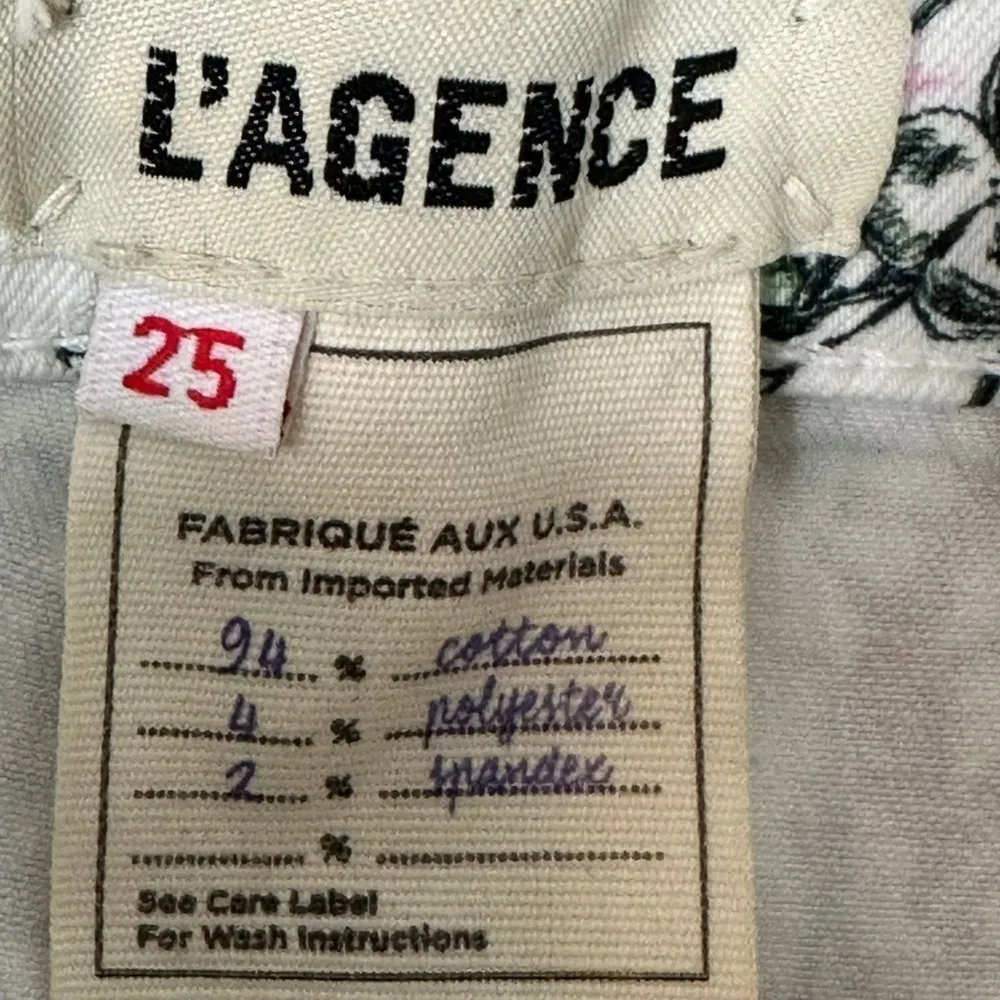 L'AGENCE
25
FABRIQUÉ AUX U.S.A.
From Imported Materials
94 % cotton
4 % polyester
2 % spandex
%
See Care Label
For Wash Instructions